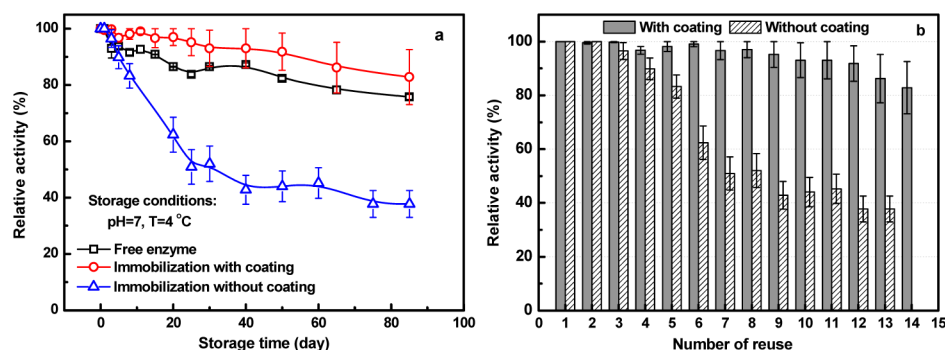 a
Relative activity (%)
100
80
60
40
20
0
Storage conditions:
pH=7, T=4 °C
Free enzyme
Immobilization with coating
Immobilization without coating
0 20 40 60 80 100
Storage time (day)
With coating Without coating
b
Relative activity (%)
100
80
60
40
20
0
0 1 2 3 4 5 6 7 8 9 10 11 12 13 14 15
Number of reuse